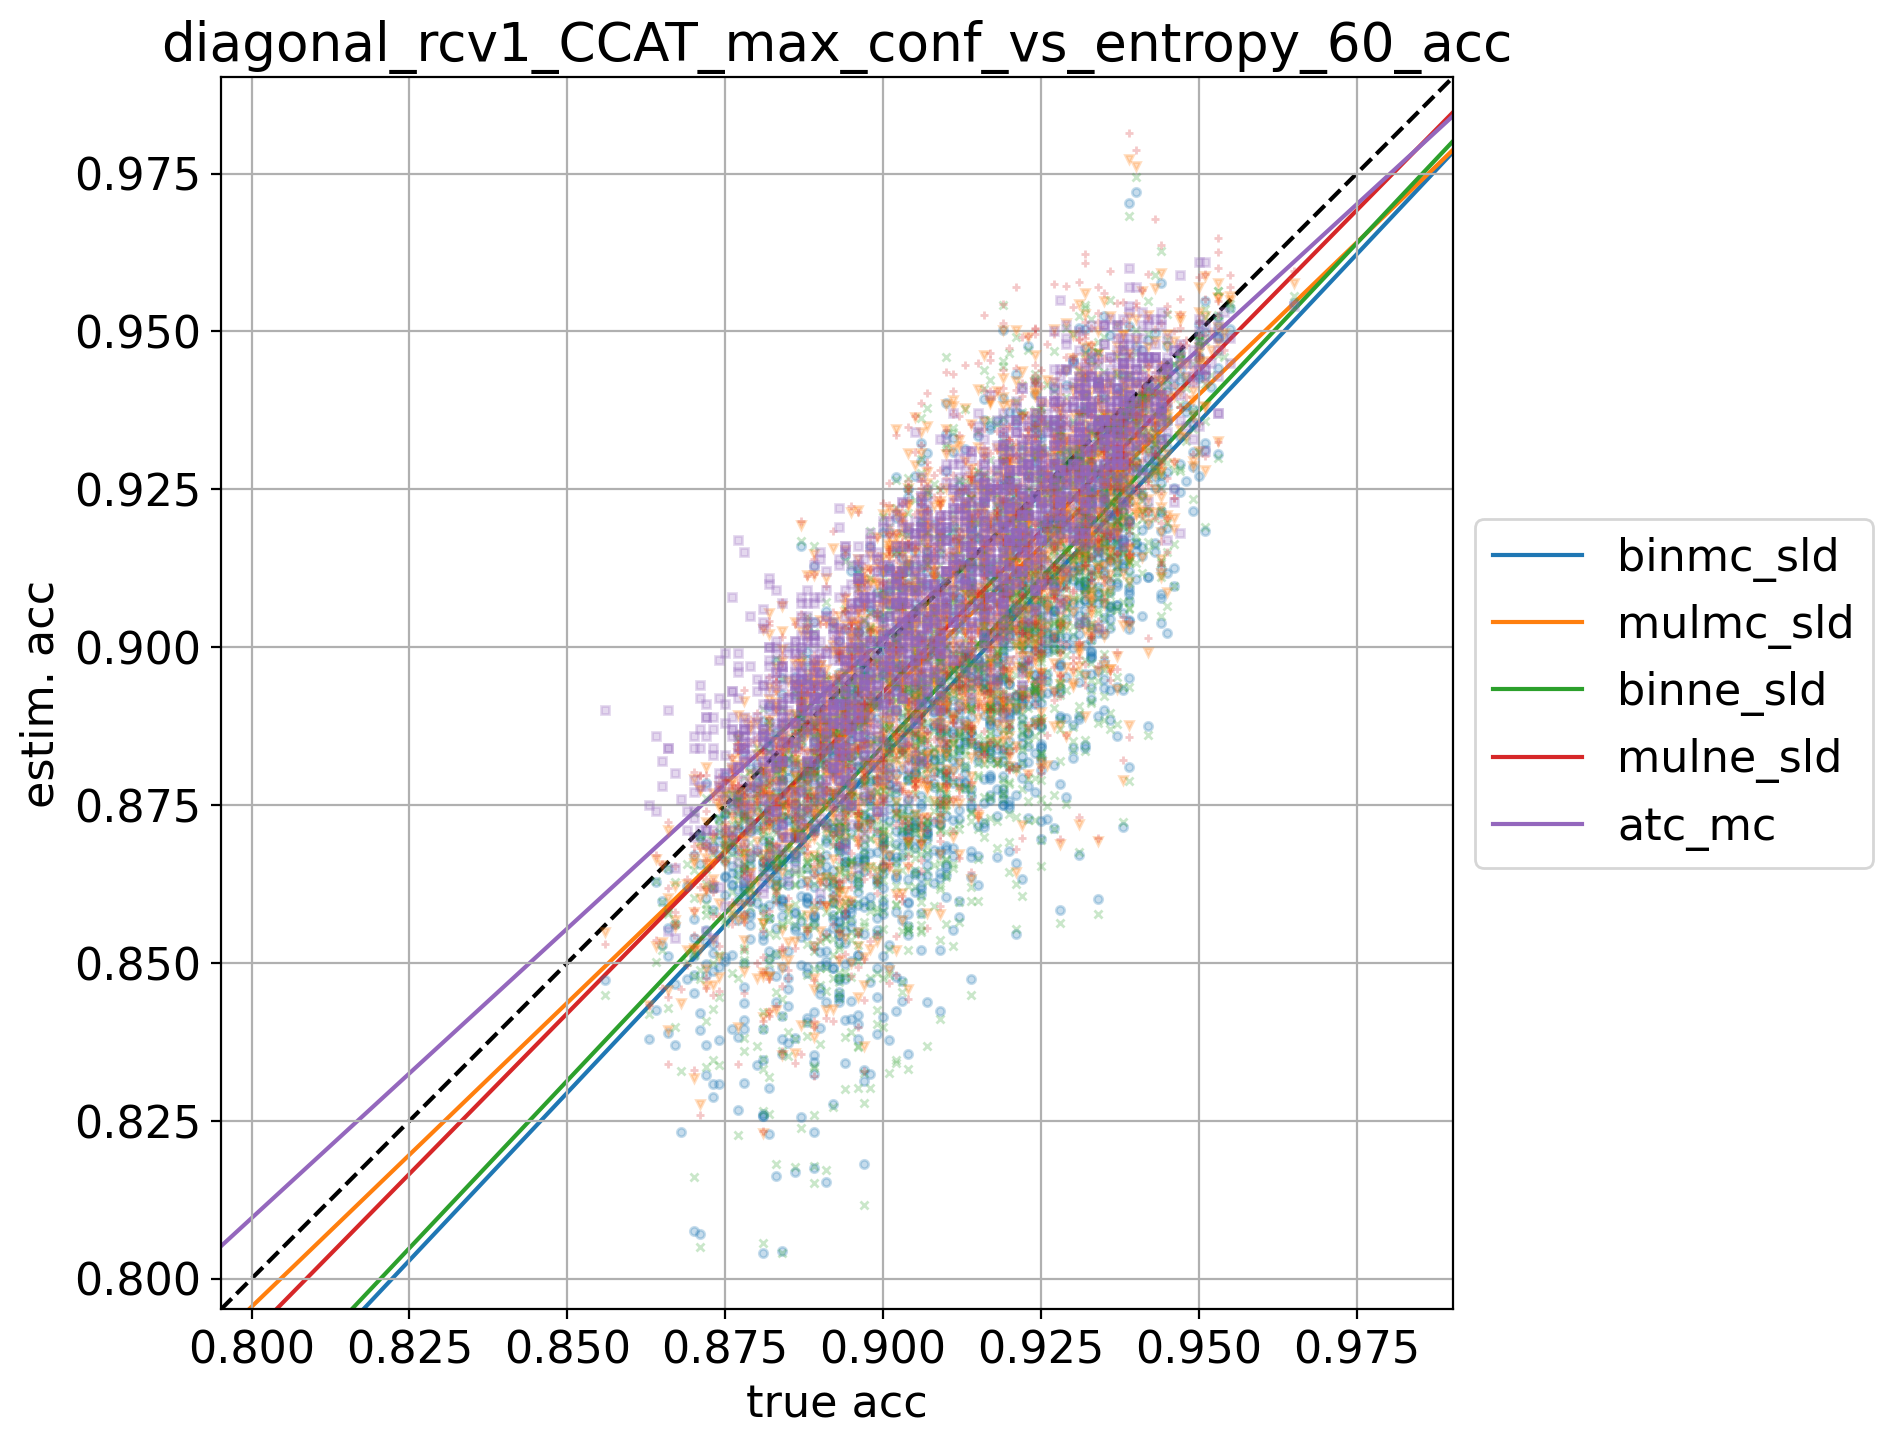 diagonal_rcv1_CCAT_max_conf_vs_entropy_60_acc
estim. acc
0.975
0.950
0.925
0.900
0.875
0.850
0.825
0.800
0.800 0.825 0.850 0.875 0.900 0.925 0.950 0.975
true acc
binmc_sld
mulmc_sld
binne_sld
mulne_sld
atc_mc